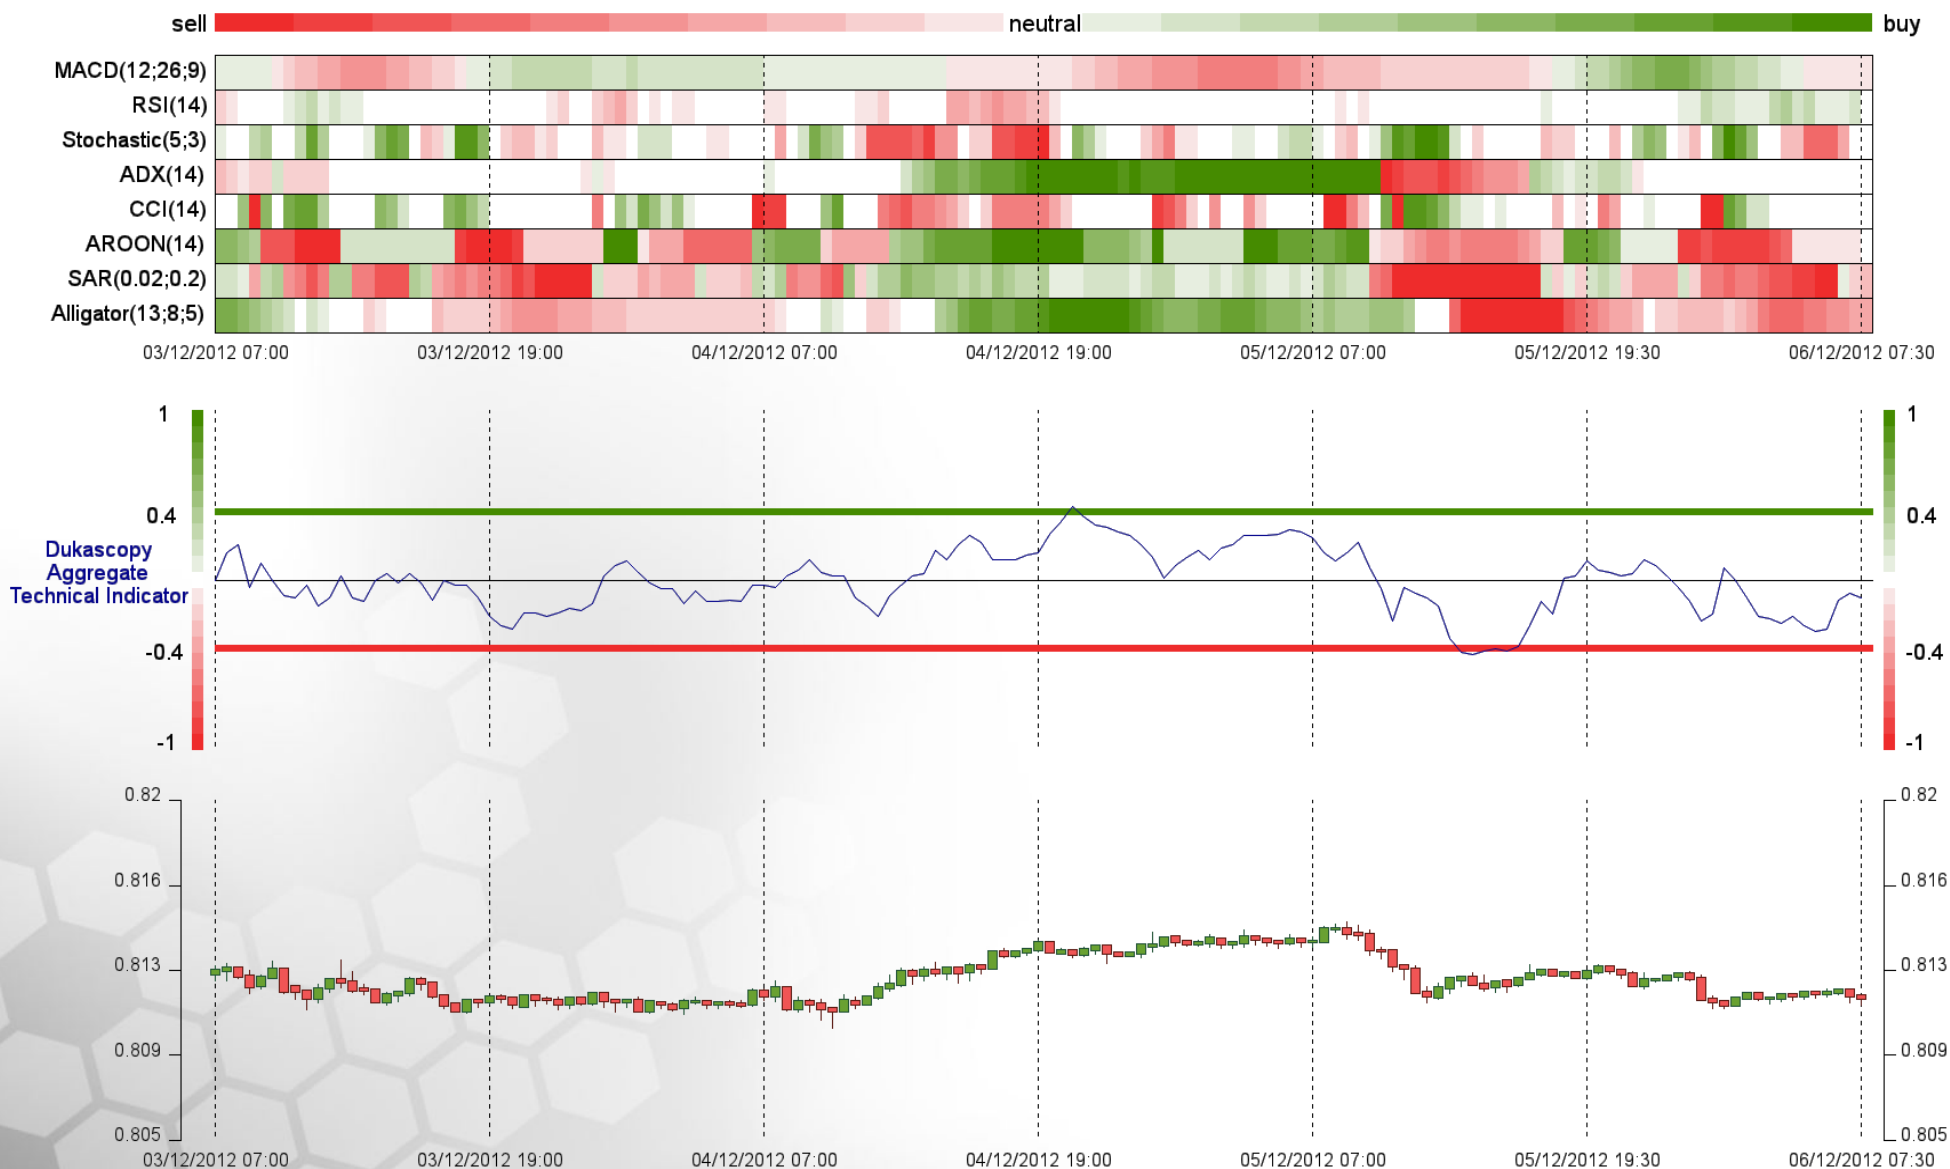 sell neutral buy
MACD(12;26;9)
RSI(14)
Stochastic(5;3)
ADX(14)
CCI(14)
AROON(14)
SAR(0.02;0.2)
Alligator(13;8;5)
03/12/2012 07:00 03/12/2012 19:00 04/12/2012 07:00 04/12/2012 19:00 05/12/2012 07:00 05/12/2012 19:30 06/12/2012 07:30
1 1
0.4 0.4
Dukascopy
Aggregate
Technical Indicator
-0.4 -0.4
-1 -1
0.82 0.82
0.816 0.816
0.813 0.813
0.809 0.809
0.805 0.805
03/12/2012 07:00 03/12/2012 19:00 04/12/2012 07:00 04/12/2012 19:00 05/12/2012 07:00 05/12/2012 19:30 06/12/2012 07:30